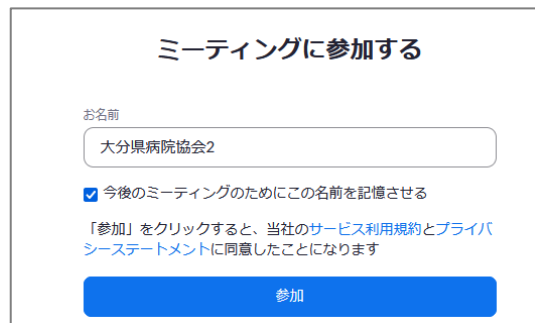 ミーティングに参加する
お名前
大分県病院協会2
今後のミーティングのためにこの名前を記憶させる
「参加」をクリックすると、当社のサービス利用規約とプライバ
シーステートメントに同意したことになります
参加